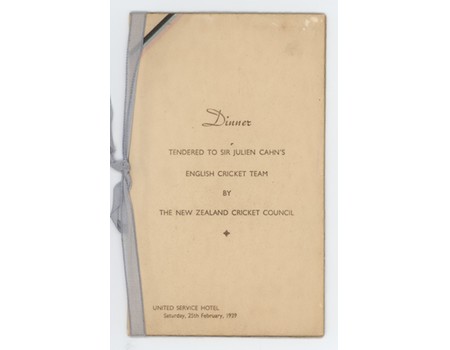 Dinner
TENDERED TO SIR JULIEN CAHN'S
ENGLISH CRICKET TEAM
BY
THE NEW ZEALAND CRICKET COUNCIL
UNITED SERVICE HOTEL
Saturday, 25th February, 1939